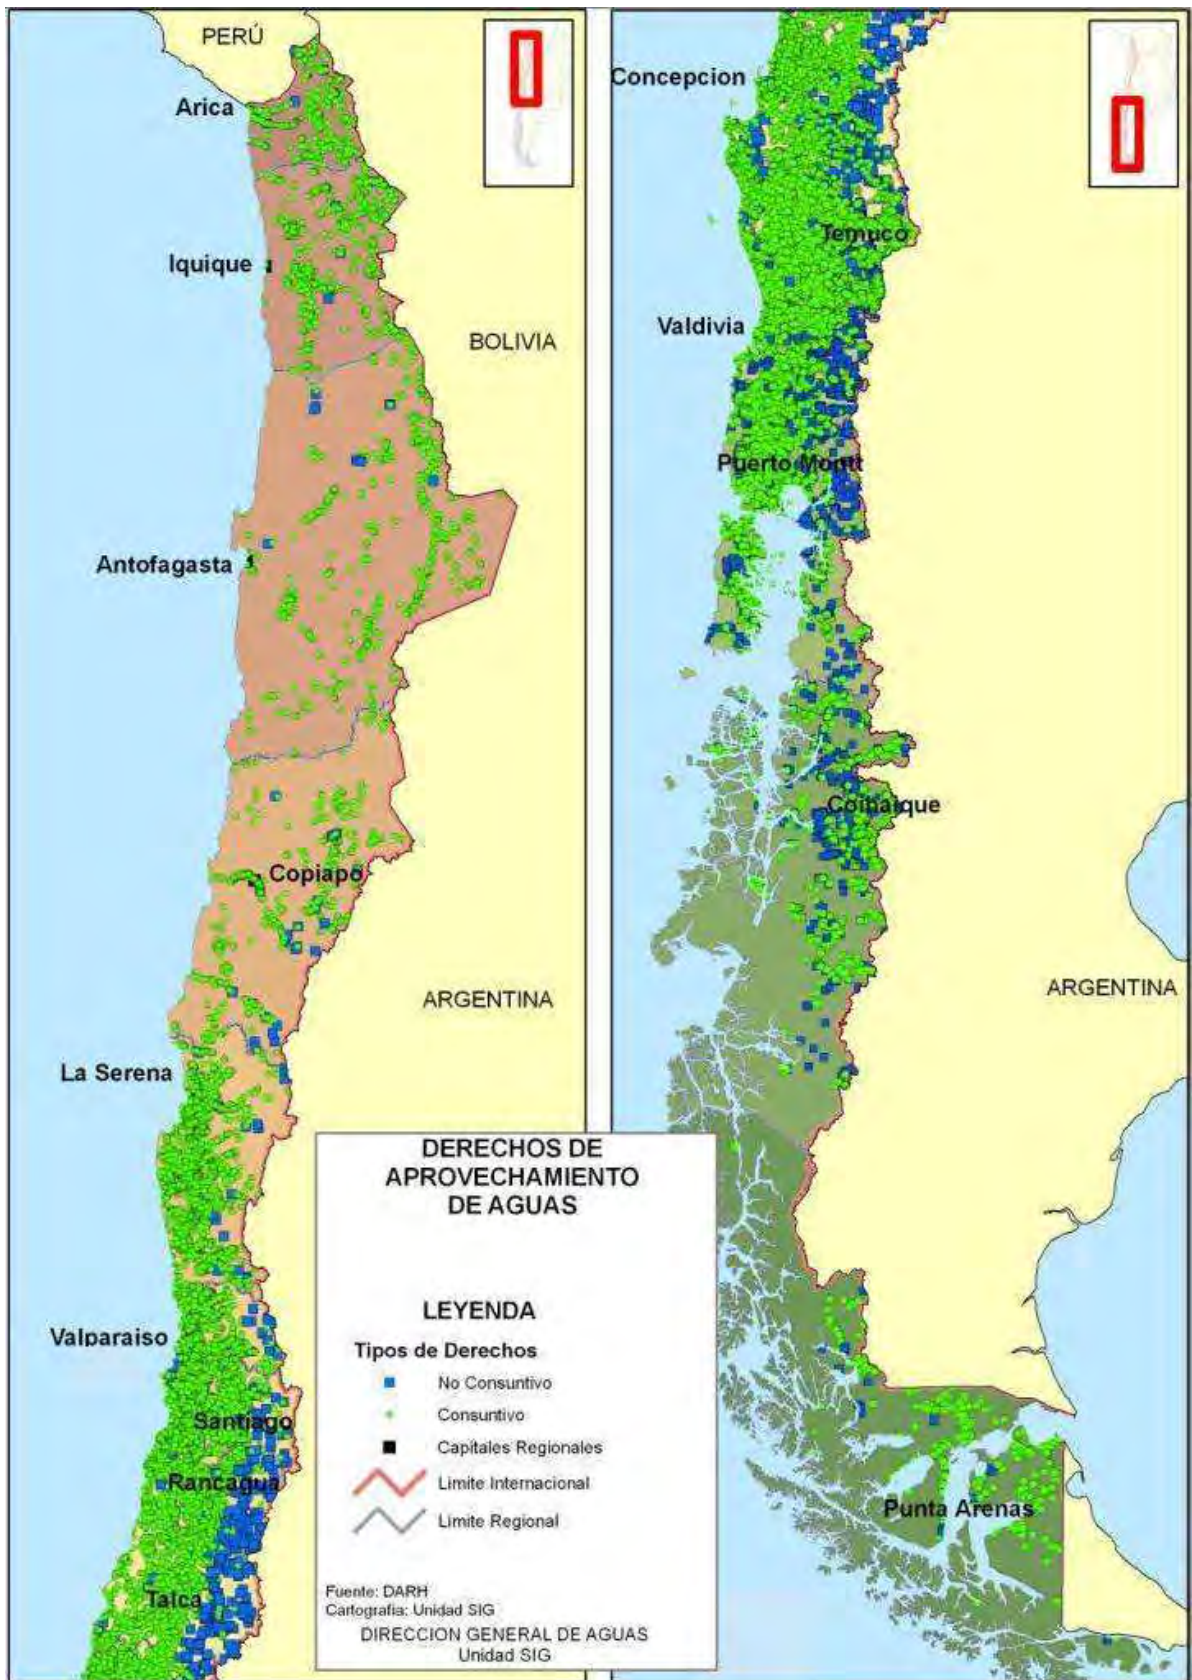 PERÚ
Arica
Iquique
BOLIVIA
Antofagasta
Copiapo
ARGENTINA
La Serena
Valparaiso
Santiago
Rancagua
Talca
DERECHOS DE
APROVECHAMIENTO
DE AGUAS
LEYENDA
Tipos de Derechos
No Consuntivo
Consuntivo
Capitales Regionales
Limite Internacional
Limite Regional
Fuente: DARH
Cartografia: Unidad SIG
DIRECCION GENERAL DE AGUAS
Unidad SIG
Concepcion
Temuco
Valdivia
Puerto Montt
Coihaique
ARGENTINA
Punta Arenas